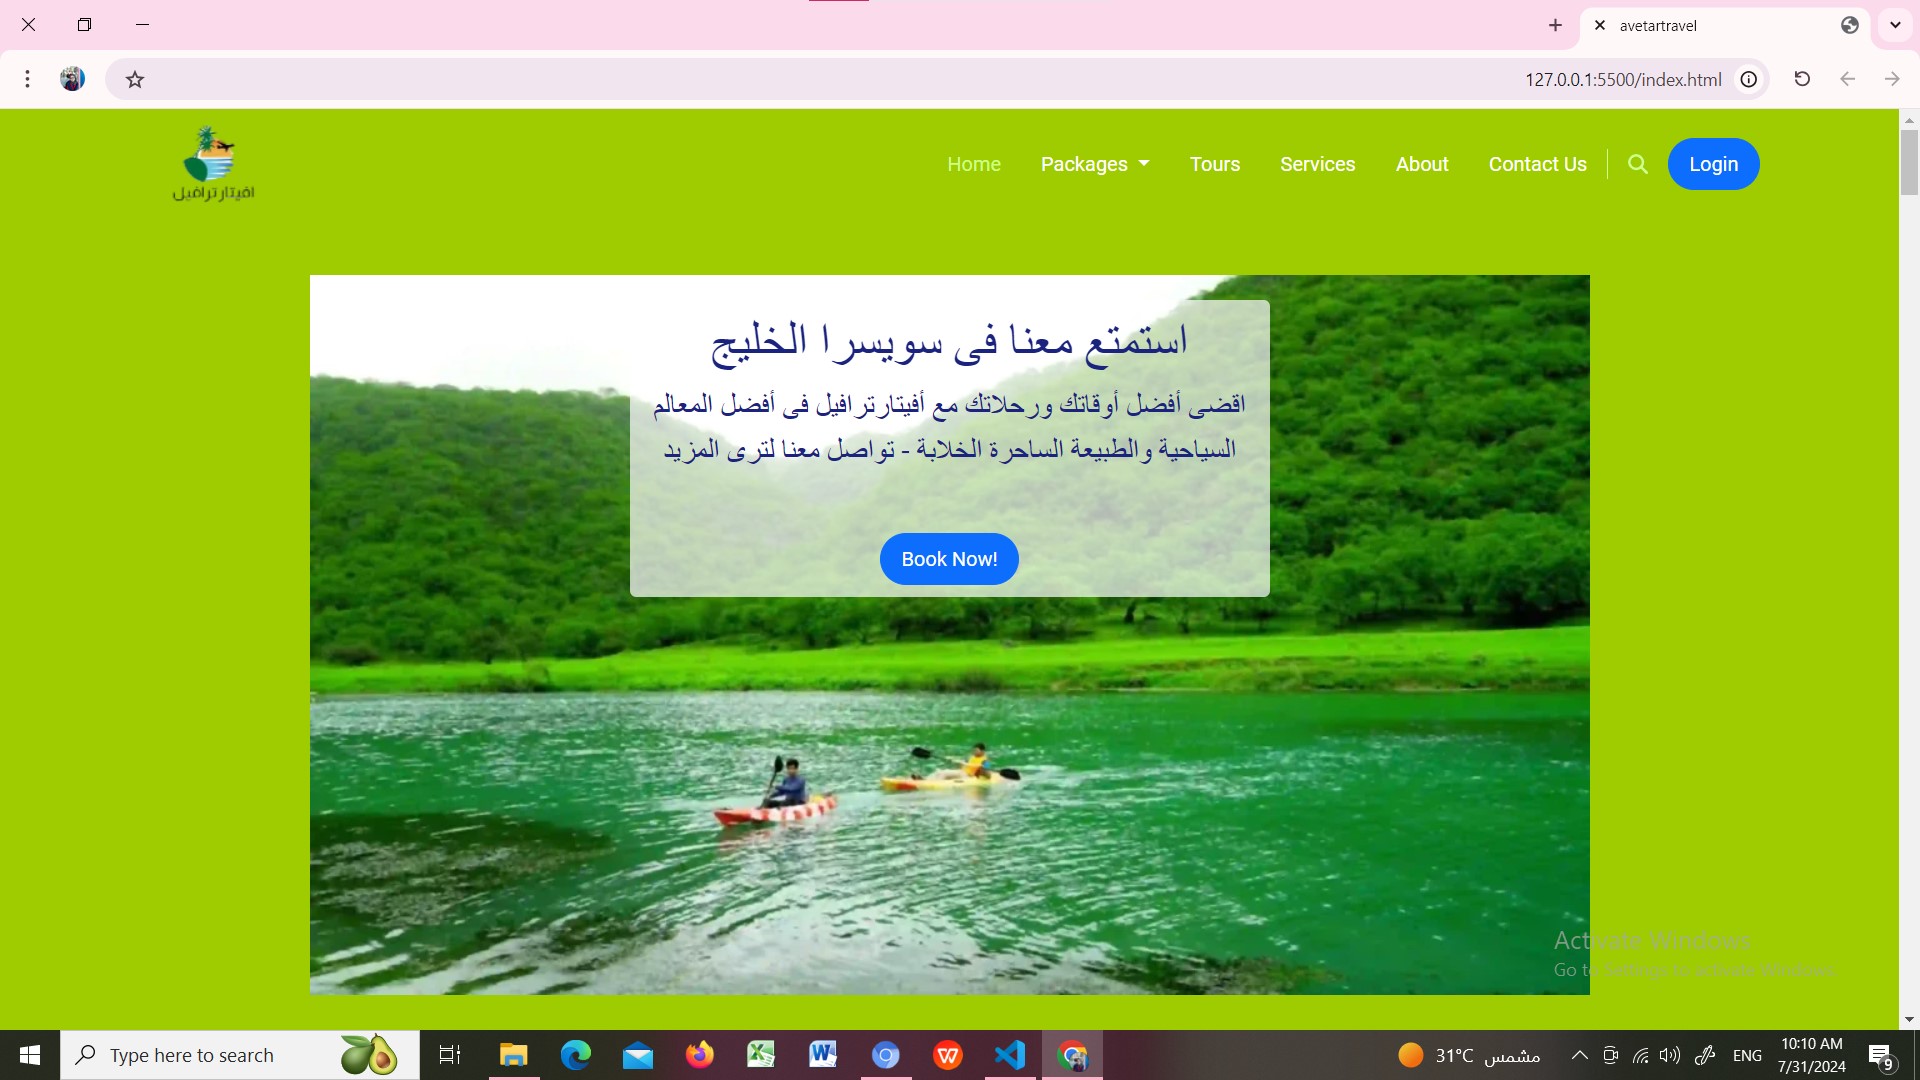 avetartravel
127.0.0.1:5500/index.html
افيتارترافيل
Home
Packages
Tours
Services
About
Contact Us
Login
استمتع معنا فى سويسرا الخليج
اقضى أفضل أوقاتك ورحلاتك مع أفيتارترافيل فى أفضل المعالم
السياحية والطبيعة الساحرة الخلابة - تواصل معنا لترى المزيد
Book Now!
Activate Windows
Go to Settings to activate Windows.
Type here to search
31°C مشمس
ENG
10:10 AM
7/31/2024
9